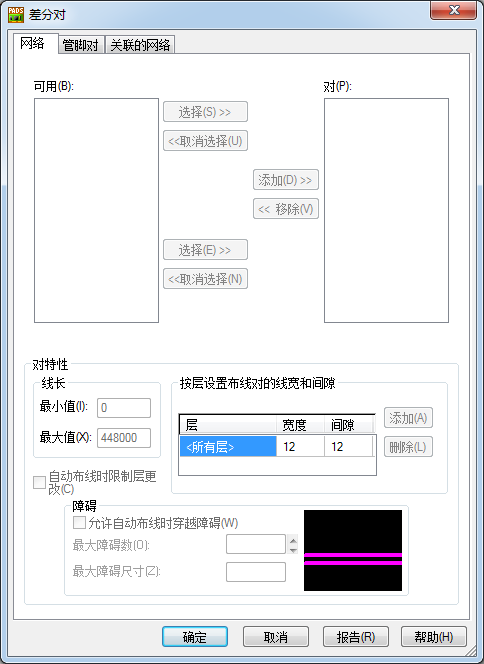 PADS
差分对
网络
管脚对
关联的网络
可用(B):
对(P):
选择(S) >>
<<取消选择(U)
添加(D) >>
<< 移除(V)
选择(E) >>
<<取消选择(N)
对特性
线长
最小值(I):
0
最大值(X):
448000
按层设置布线对的线宽和间隙
层 宽度 间隙
<所有层> 12 12
添加(A)
删除(L)
自动布线时限制层更
改(C)
障碍
允许自动布线时穿越障碍(W)
最大障碍数(O):
最大障碍尺寸(Z):
确定
取消
报告(R)
帮助(H)